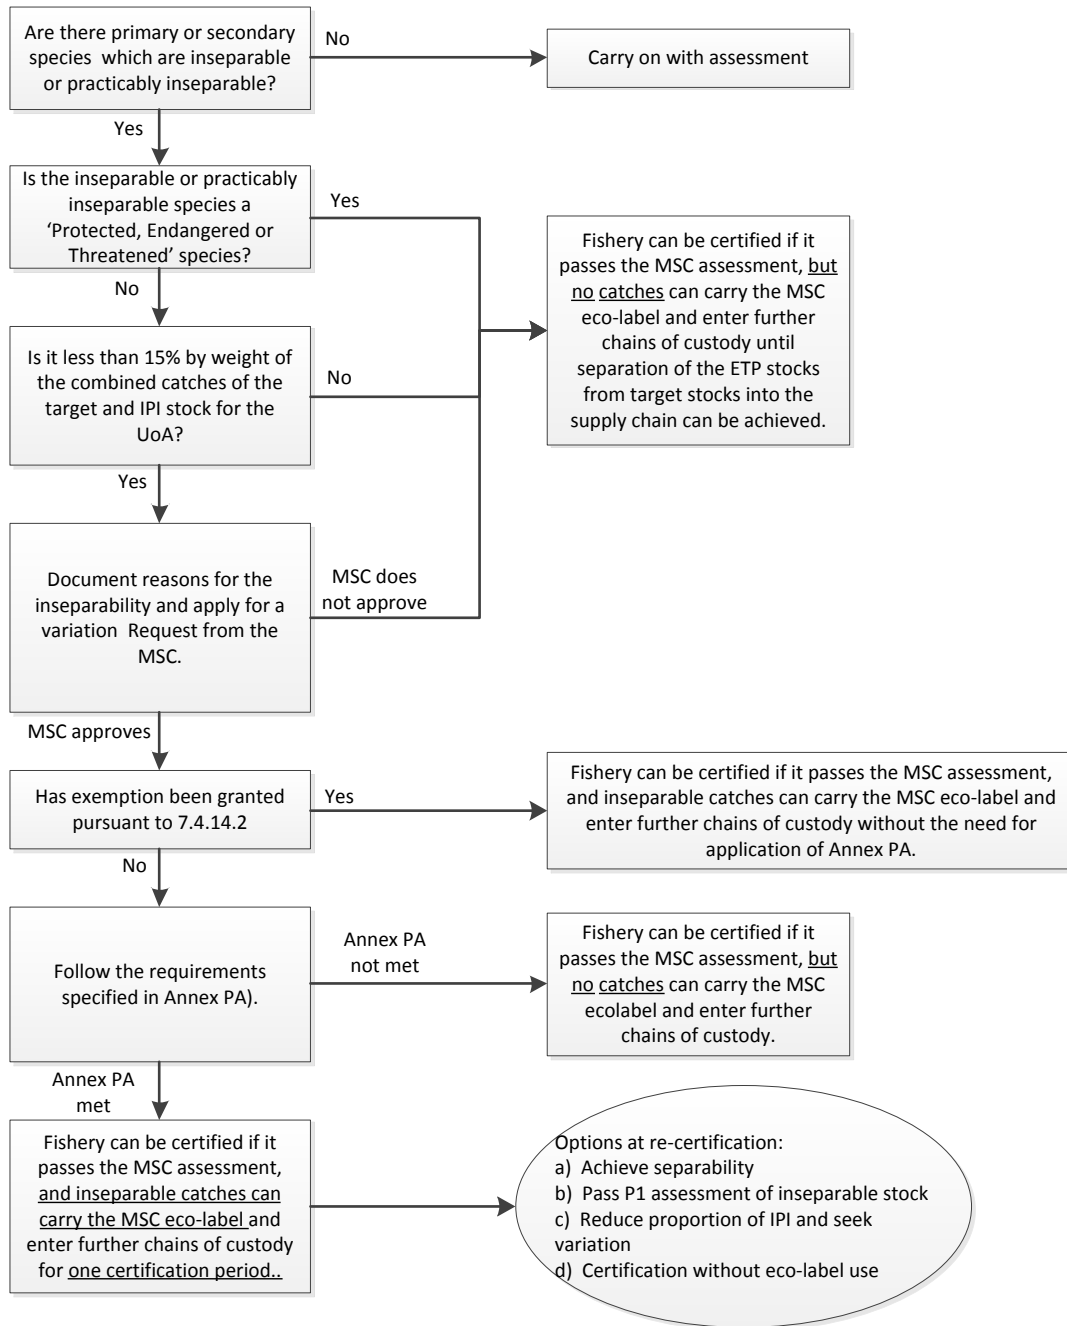 Are there primary or secondary
species which are inseparable
or practicably inseparable?
No
Carry on with assessment
Yes
Is the inseparable or practicably
inseparable species a
‘Protected, Endangered or
Threatened’ species?
Yes
Fishery can be certified if it
passes the MSC assessment, but
no catches can carry the MSC
eco-label and enter further
chains of custody until
separation of the ETP stocks
from target stocks into the
supply chain can be achieved.
No
Is it less than 15% by weight of
the combined catches of the
target and IPI stock for the
UoA?
No
Yes
Document reasons for the
inseparability and apply for a
variation Request from the
MSC.
MSC does
not approve
MSC approves
Has exemption been granted
pursuant to 7.4.14.2
Yes
Fishery can be certified if it passes the MSC assessment,
and inseparable catches can carry the MSC eco-label and
enter further chains of custody without the need for
application of Annex PA.
No
Follow the requirements
specified in Annex PA).
Annex PA
not met
Fishery can be certified if it
passes the MSC assessment, but
no catches can carry the MSC
ecolabel and enter further
chains of custody.
Annex PA
met
Fishery can be certified if it
passes the MSC assessment,
and inseparable catches can
carry the MSC eco-label and
enter further chains of custody
for one certification period..
Options at re-certification:
a) Achieve separability
b) Pass P1 assessment of inseparable stock
c) Reduce proportion of IPI and seek
variation
d) Certification without eco-label use